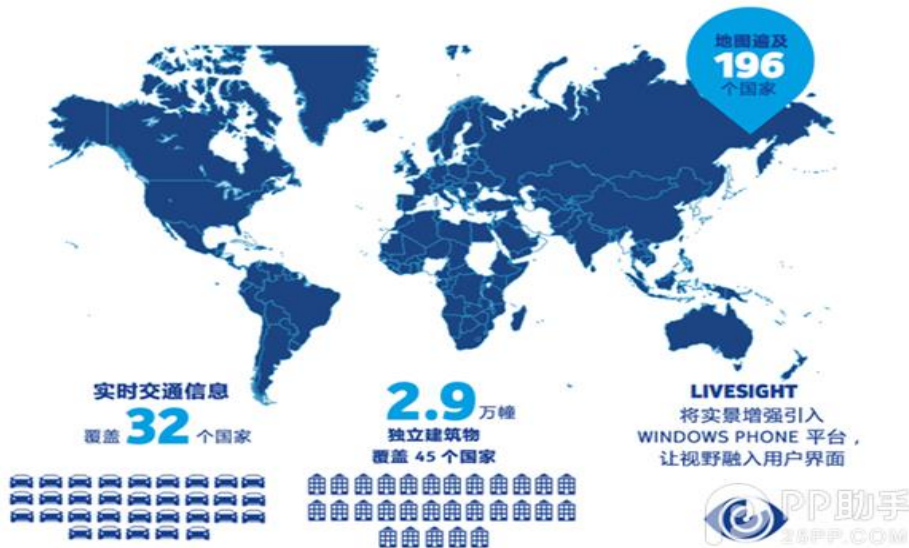 地图遍及
196
个国家
实时交通信息
覆盖 32 个国家
2.9 万幢
独立建筑物
覆盖 45 个国家
LIVESIGHT
将实景增强引入
WINDOWS PHONE 平台，
让视野融入用户界面
PP助手
25PP.COM